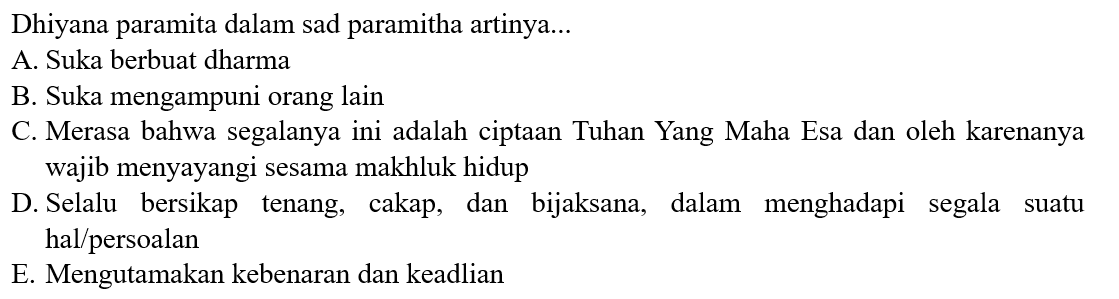 Dhiyana paramita dalam sad paramitha artinya...
A. Suka berbuat dharma
B. Suka mengampuni orang lain
C. Merasa bahwa segalanya ini adalah ciptaan Tuhan Yang Maha Esa dan oleh karenanya
wajib menyayangi sesama makhluk hidup
D. Selalu bersikap tenang, cakap, dan bijaksana, dalam menghadapi segala suatu
hal/persoalan
E. Mengutamakan kebenaran dan keadlian